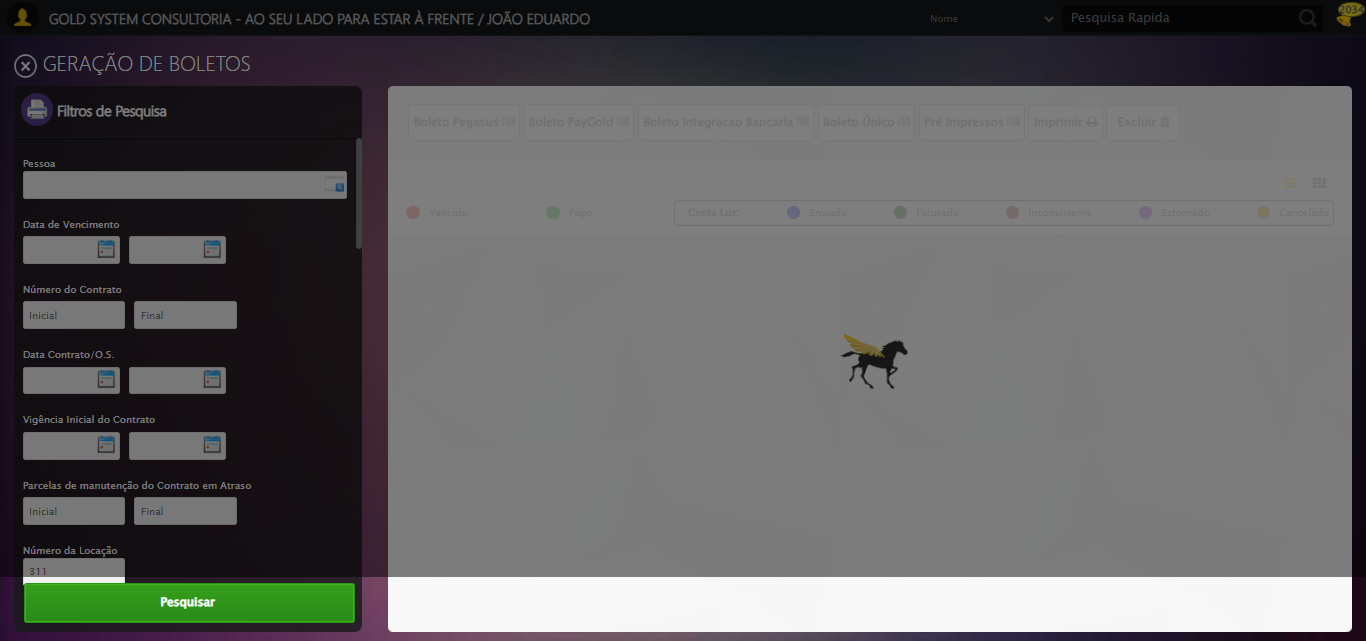 GOLD SYSTEM CONSULTORIA - AO SEU LADO PARA ESTAR À FRENTE / JOÃO EDUARDO
Nome
Pesquisa Rapida
2034
GERAÇÃO DE BOLETOS
Filtros de Pesquisa
Pessoa
Data de Vencimento
Número do Contrato
Inicial Final
Data Contrato/O.S.
Vigência Inicial do Contrato
Parcelas de manutenção do Contrato em Atraso
Inicial Final
Número da Locação
311
Pesquisar
Boleto Pegasus Boleto PayGold Boleto Integracao Bancaria Boleto Único Pré Impressos Imprimir Excluir
Vencido Pago Conta Luz: Enviado Faturado Inconsistente Estornado Cancelado